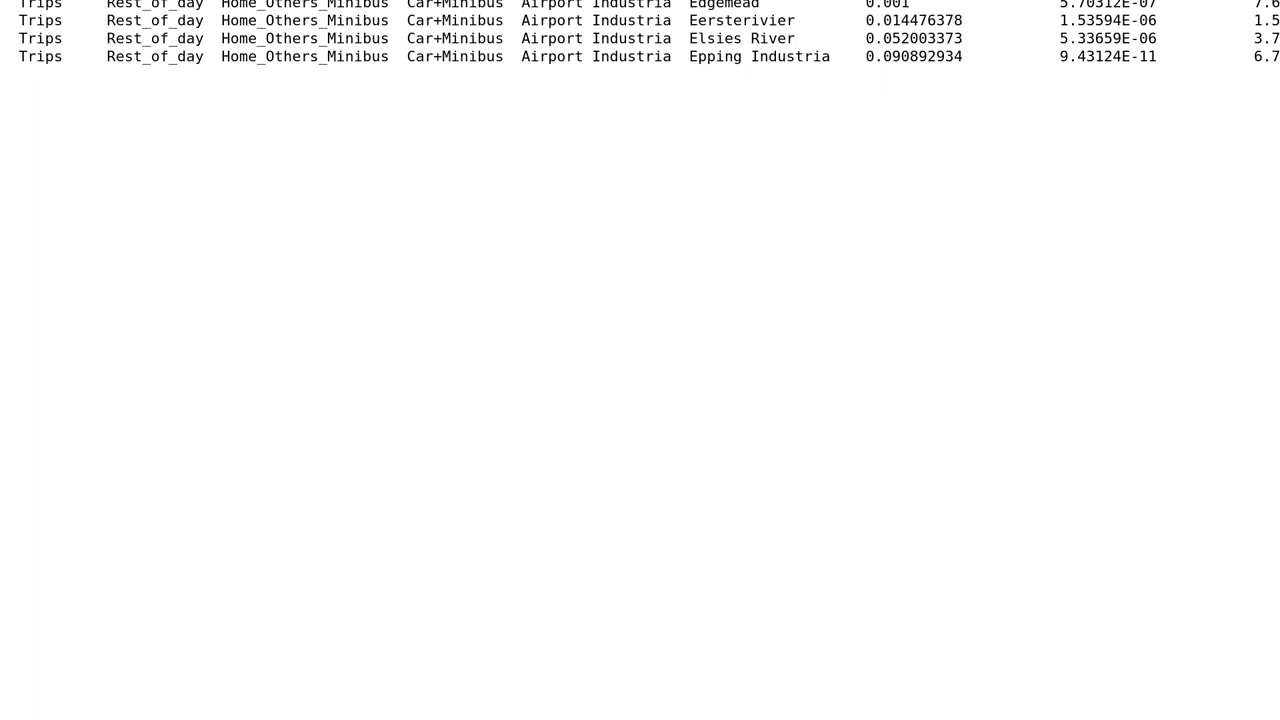 Trips Rest_of_day Home_Others_Minibus Car+Minibus Airport Industria Edgemead 0.001 5.70312E-07 7.6
Trips Rest_of_day Home_Others_Minibus Car+Minibus Airport Industria Eersterivier 0.014476378 1.53594E-06 1.5
Trips Rest_of_day Home_Others_Minibus Car+Minibus Airport Industria Elsies River 0.052003373 5.33659E-06 3.7
Trips Rest_of_day Home_Others_Minibus Car+Minibus Airport Industria Epping Industria 0.090892934 9.43124E-11 6.7